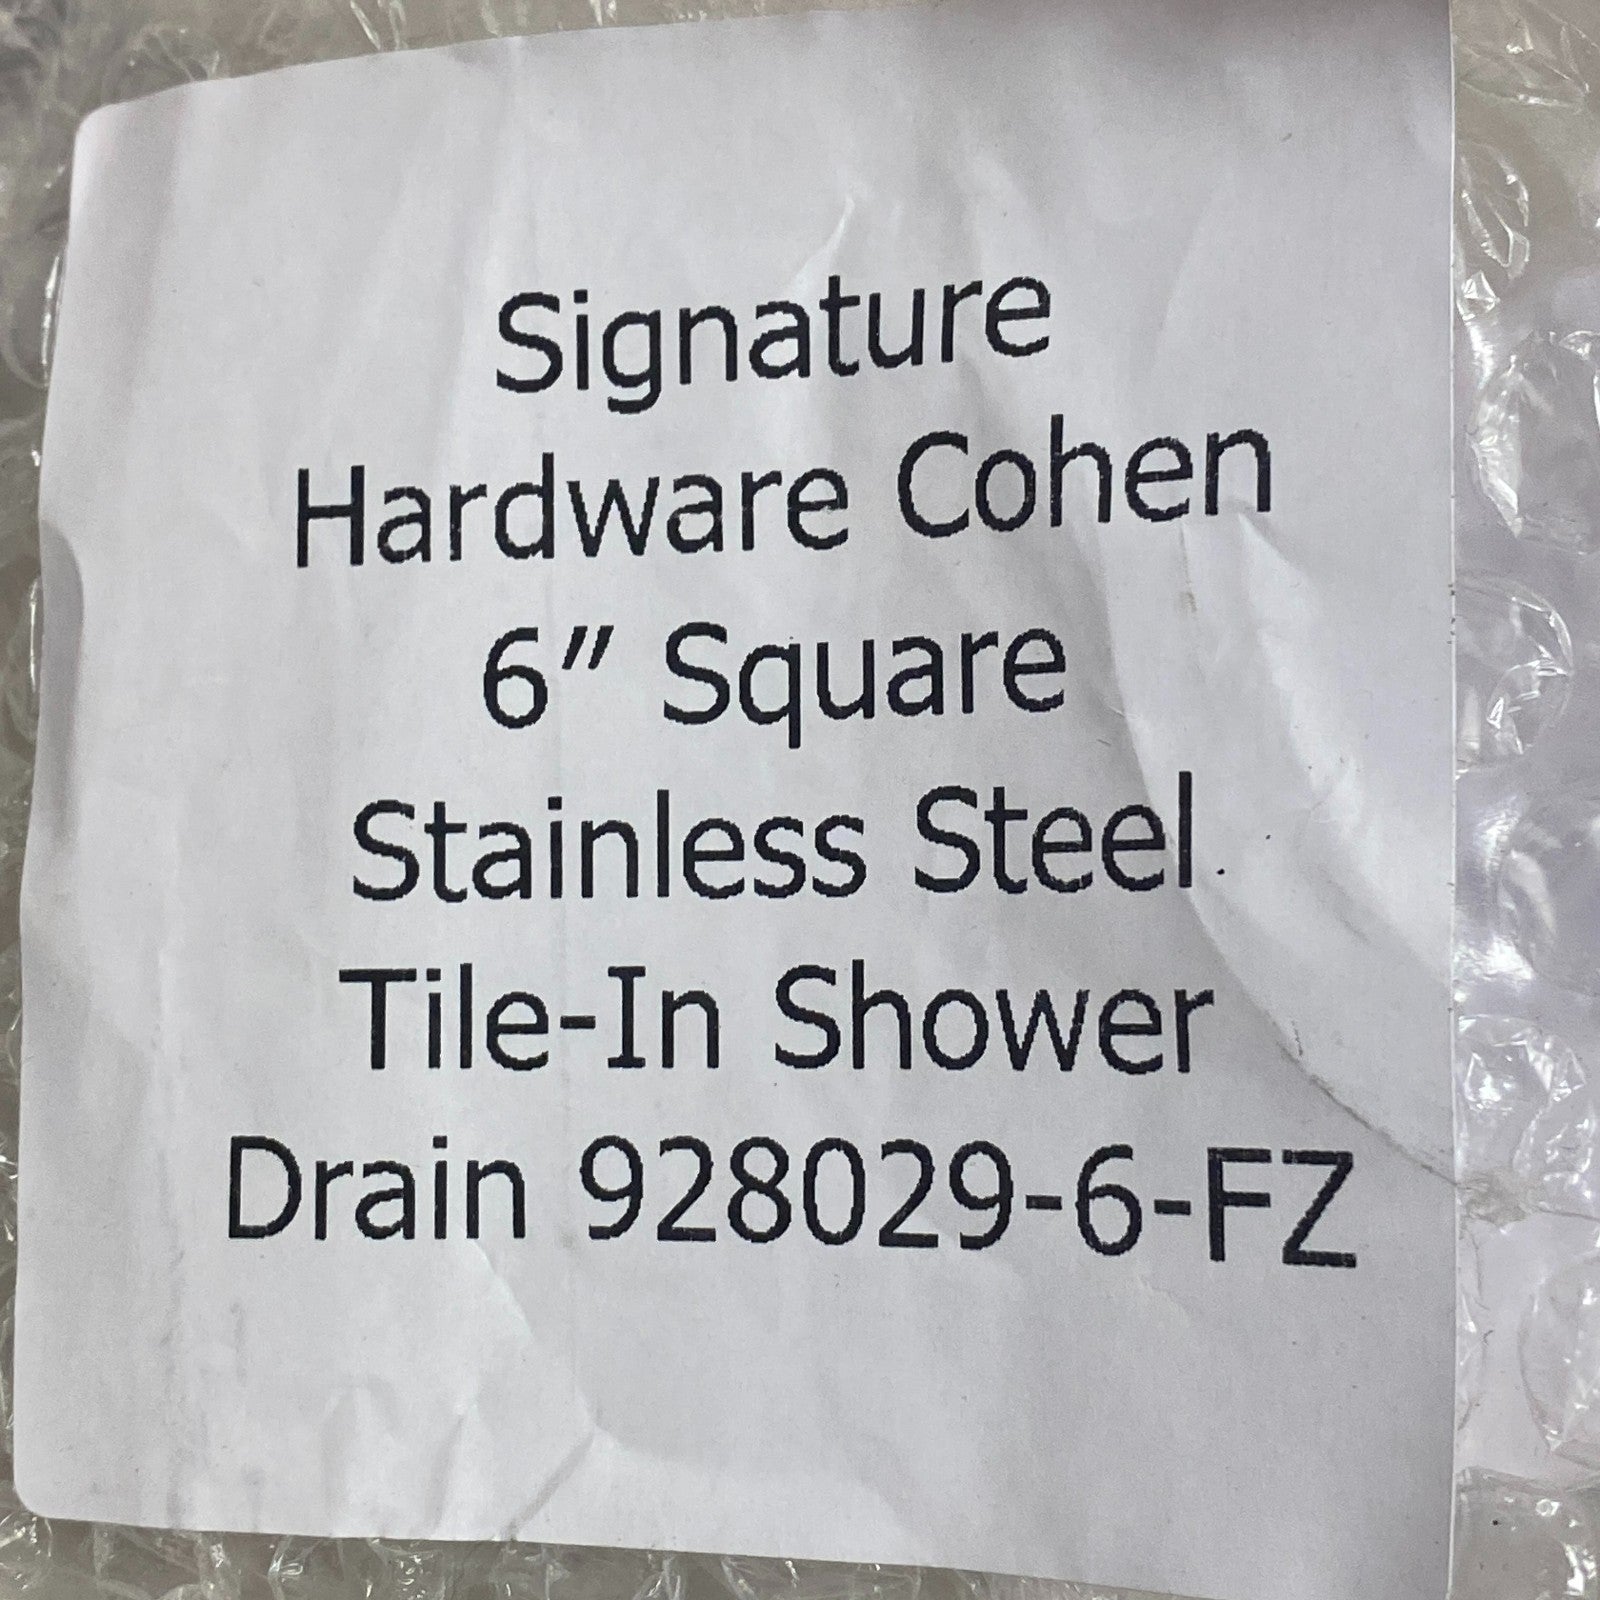 Signature
Hardware Cohen
6” Square
Stainless Steel
Tile-In Shower
Drain 928029-6-FZ